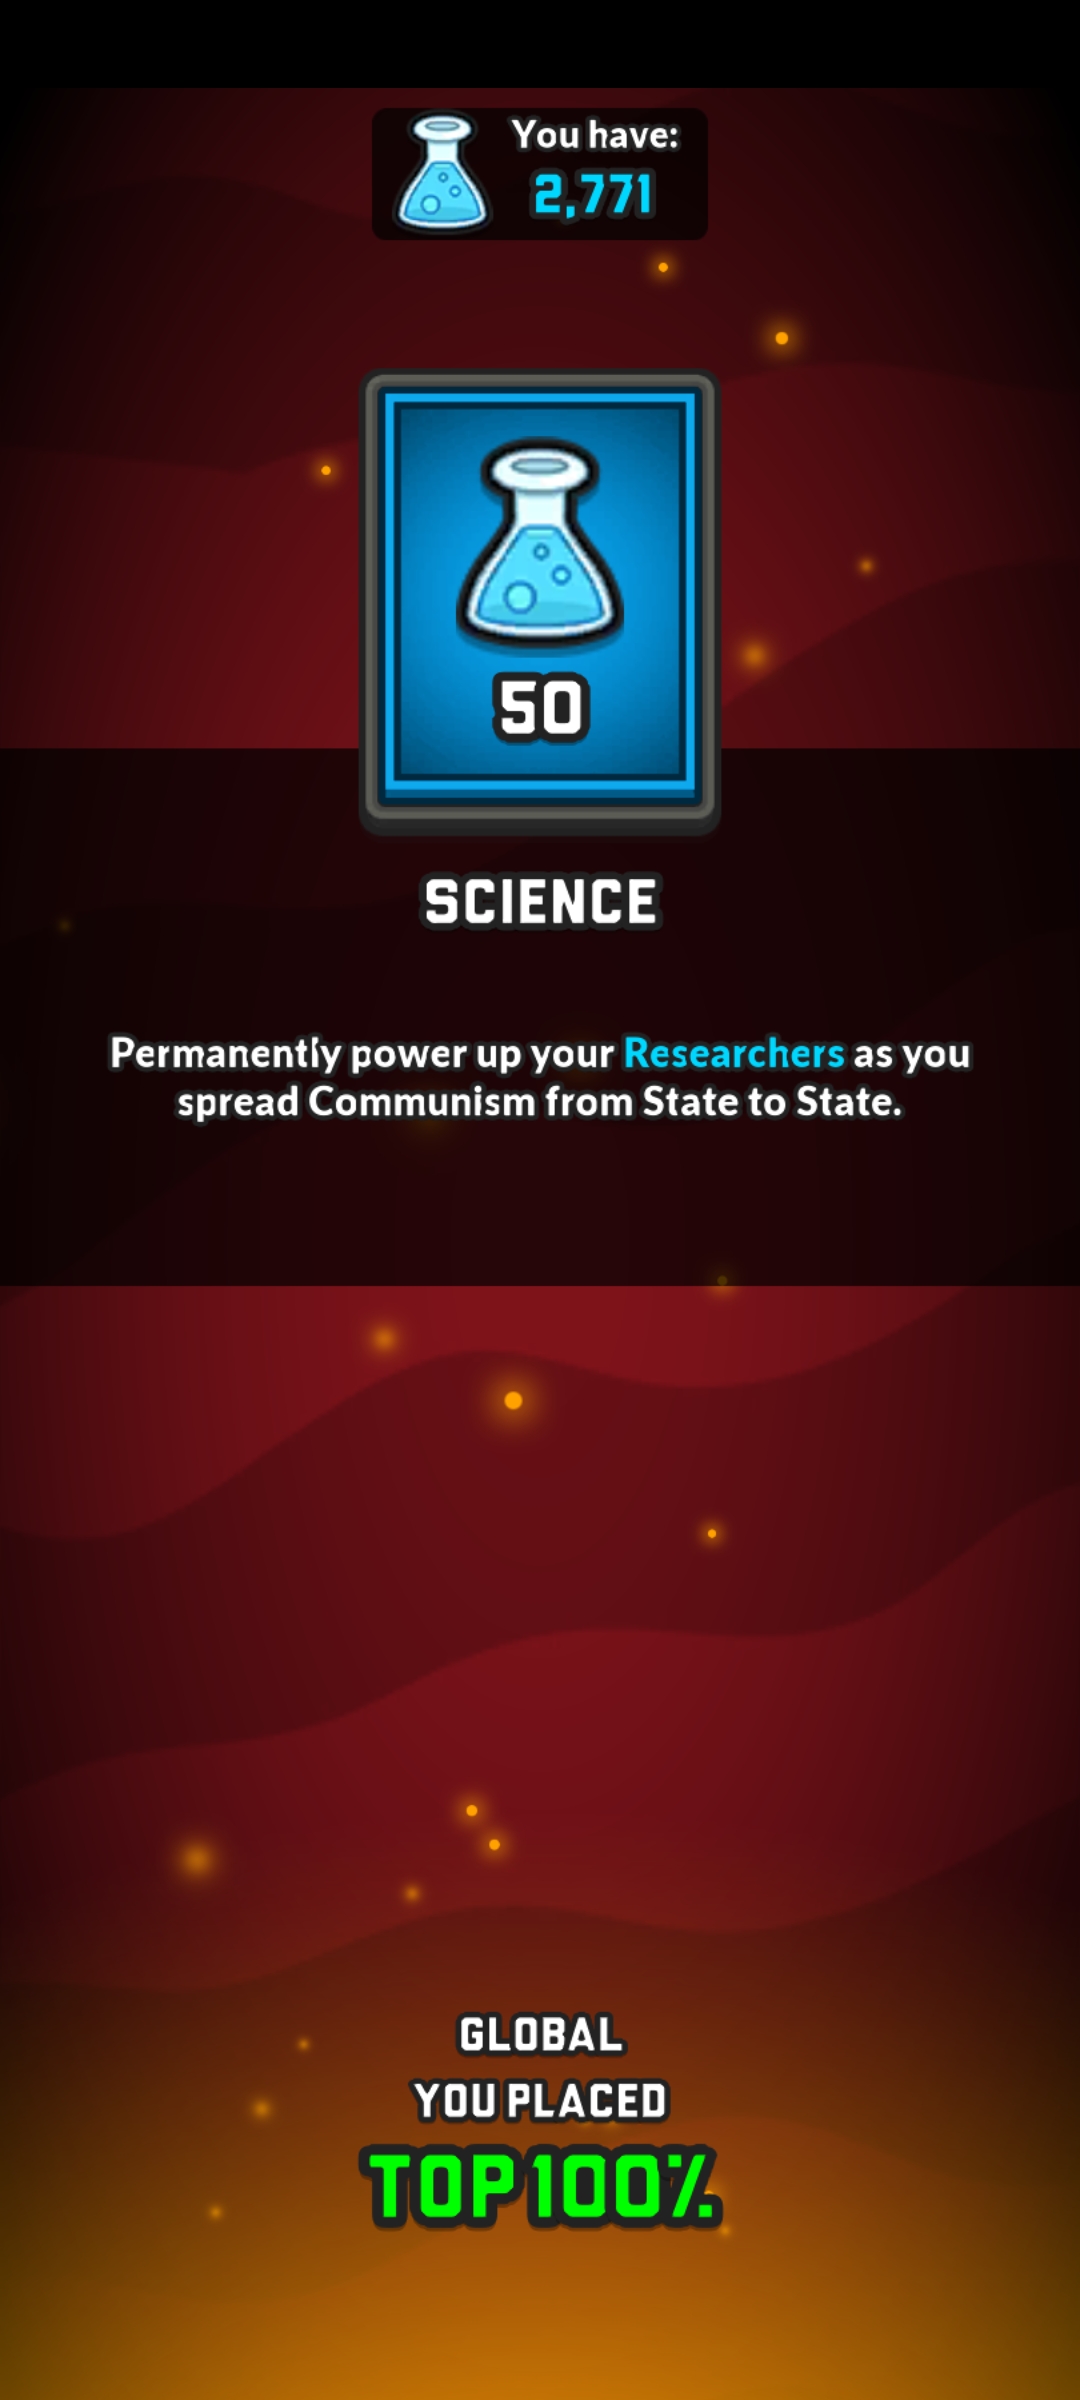 You have:
2,771
50
SCIENCE
Permanently power up your Researchers as you
spread Communism from State to State.
GLOBAL
YOU PLACED
TOP 100%